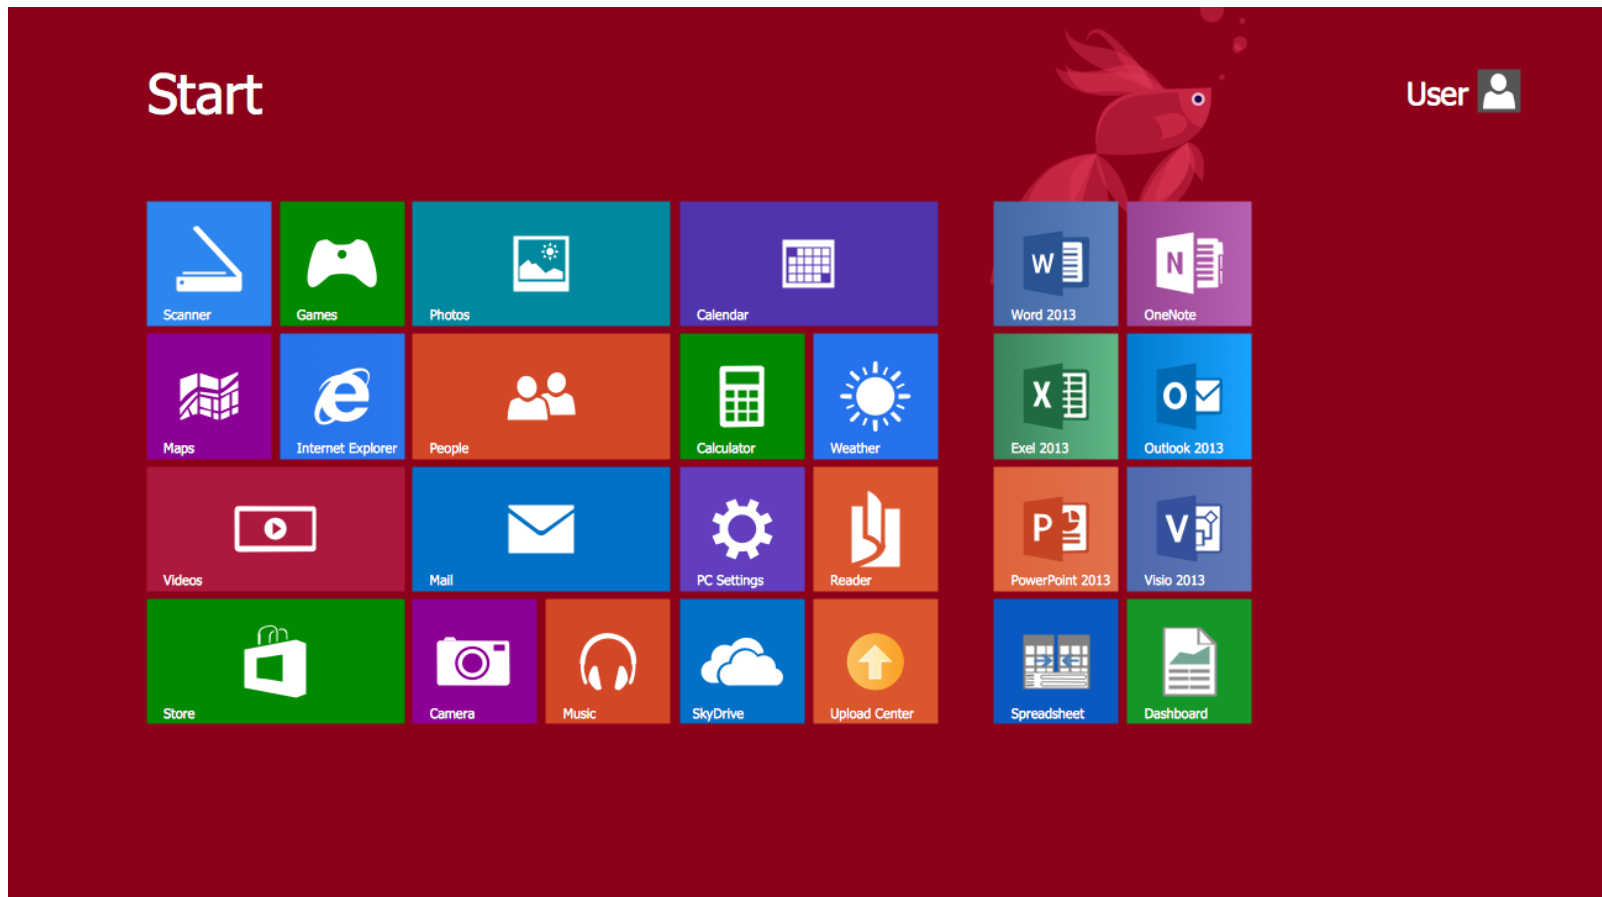 Start
User
Scanner
Games
Photos
Calendar
W
Word 2013
N
OneNote
Maps
Internet Explorer
People
Calculator
Weather
X
Exel 2013
O
Outlook 2013
Videos
Mail
PC Settings
Reader
P
PowerPoint 2013
V
Visio 2013
Store
Camera
Music
SkyDrive
Upload Center
Spreadsheet
Dashboard